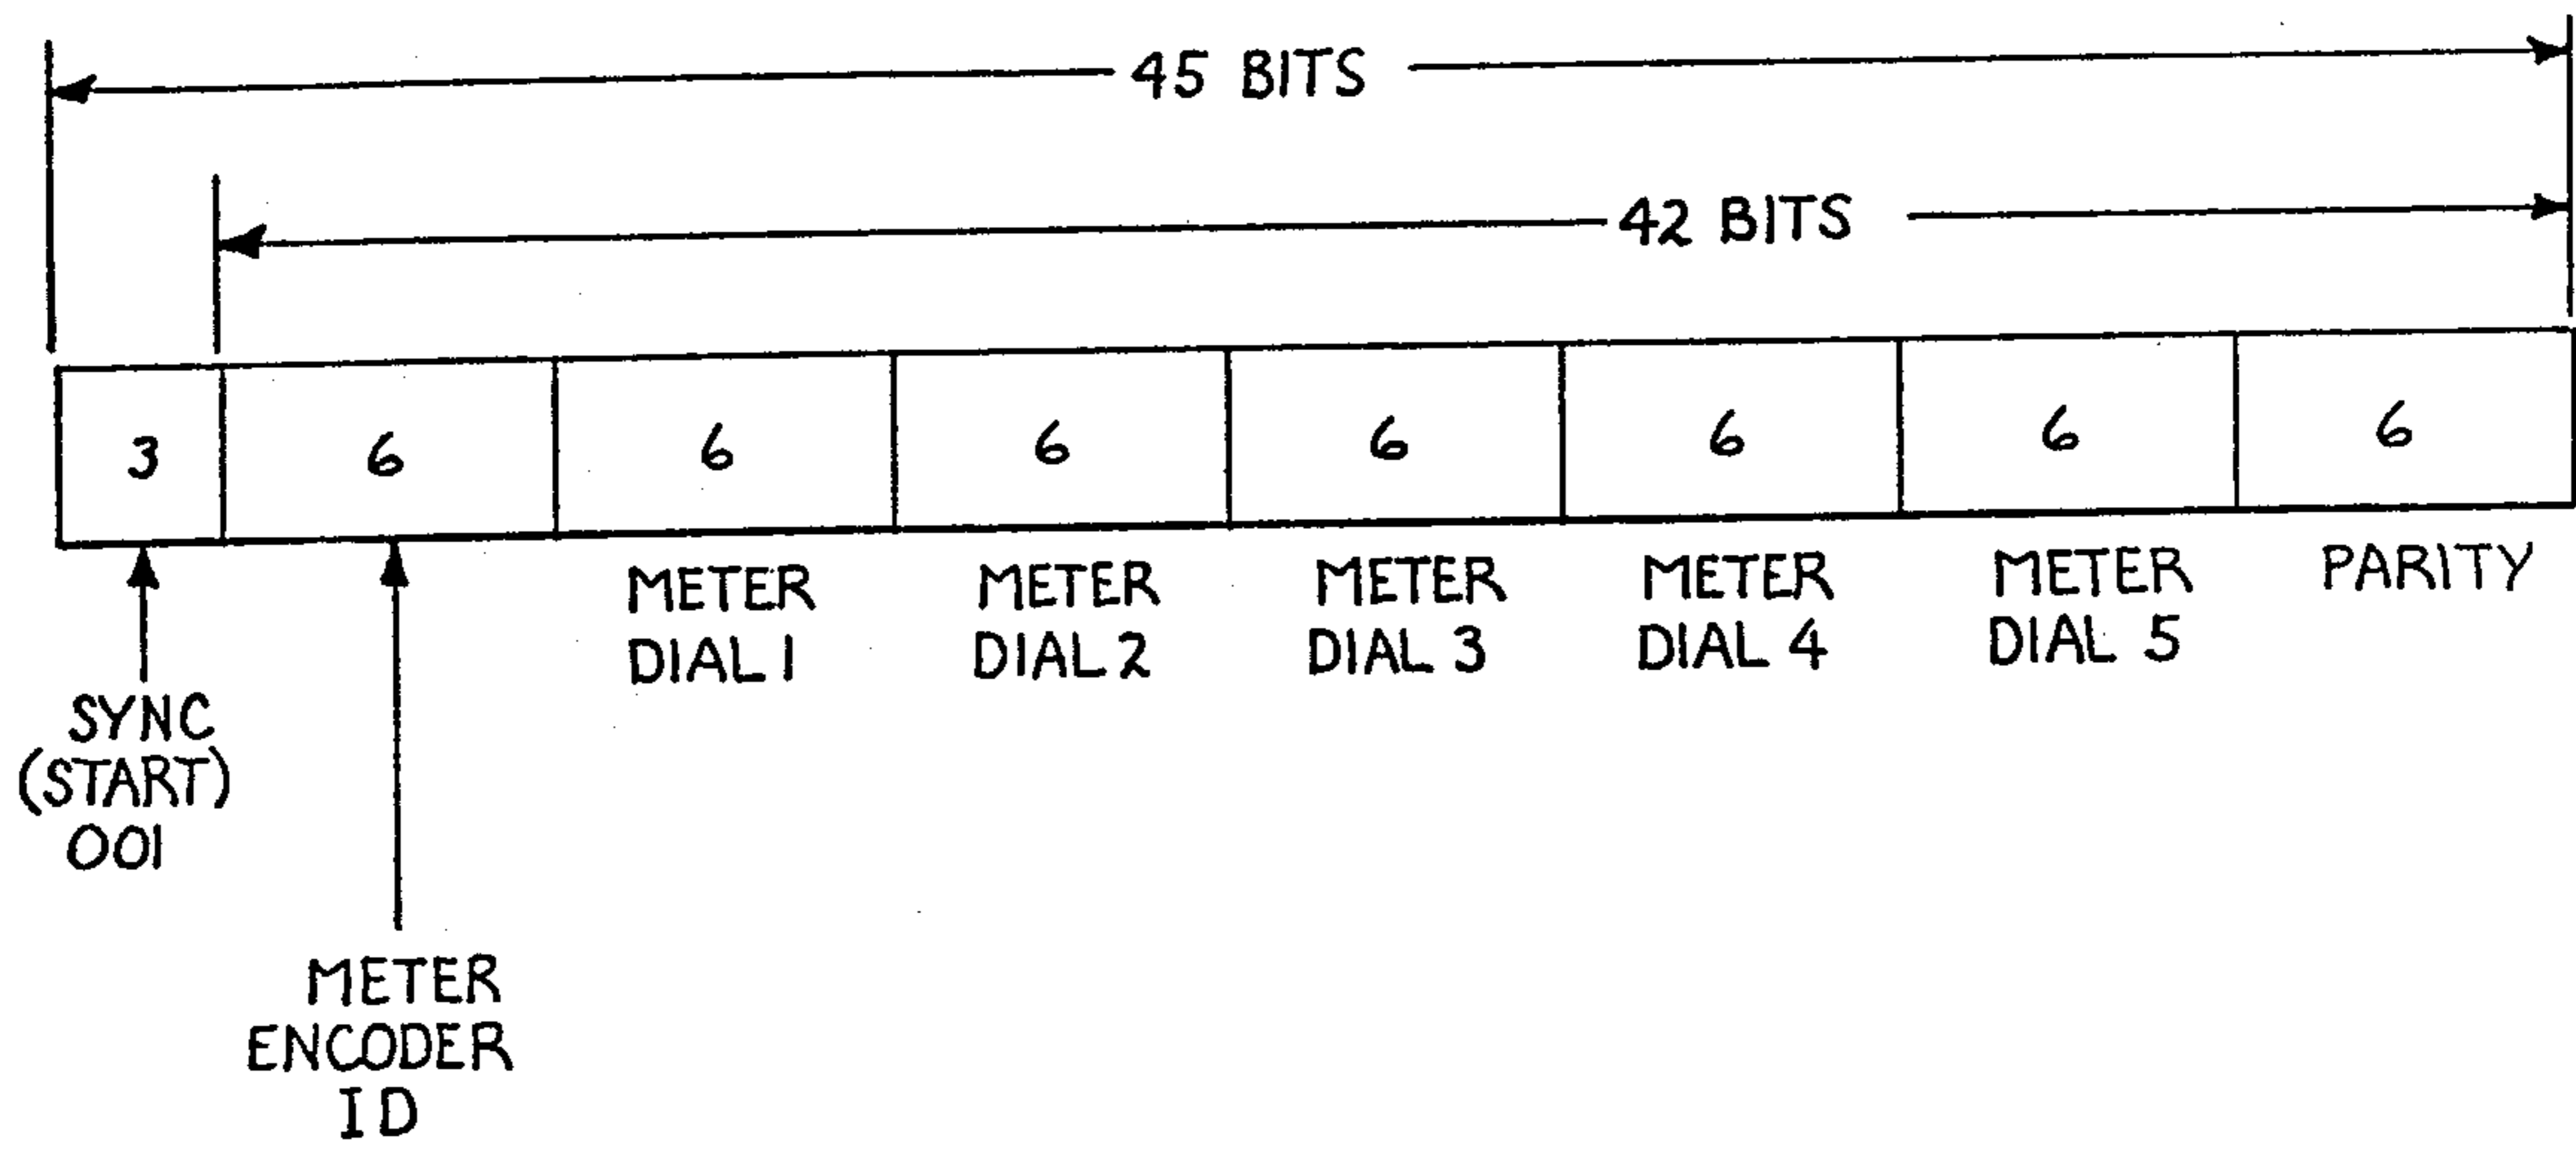 45 BITS
42 BITS
3 6 6 6 6 6 6 6
METER METER METER METER METER PARITY
DIAL 1 DIAL 2 DIAL 3 DIAL 4 DIAL 5
SYNC
(START)
001
METER
ENCODER
ID